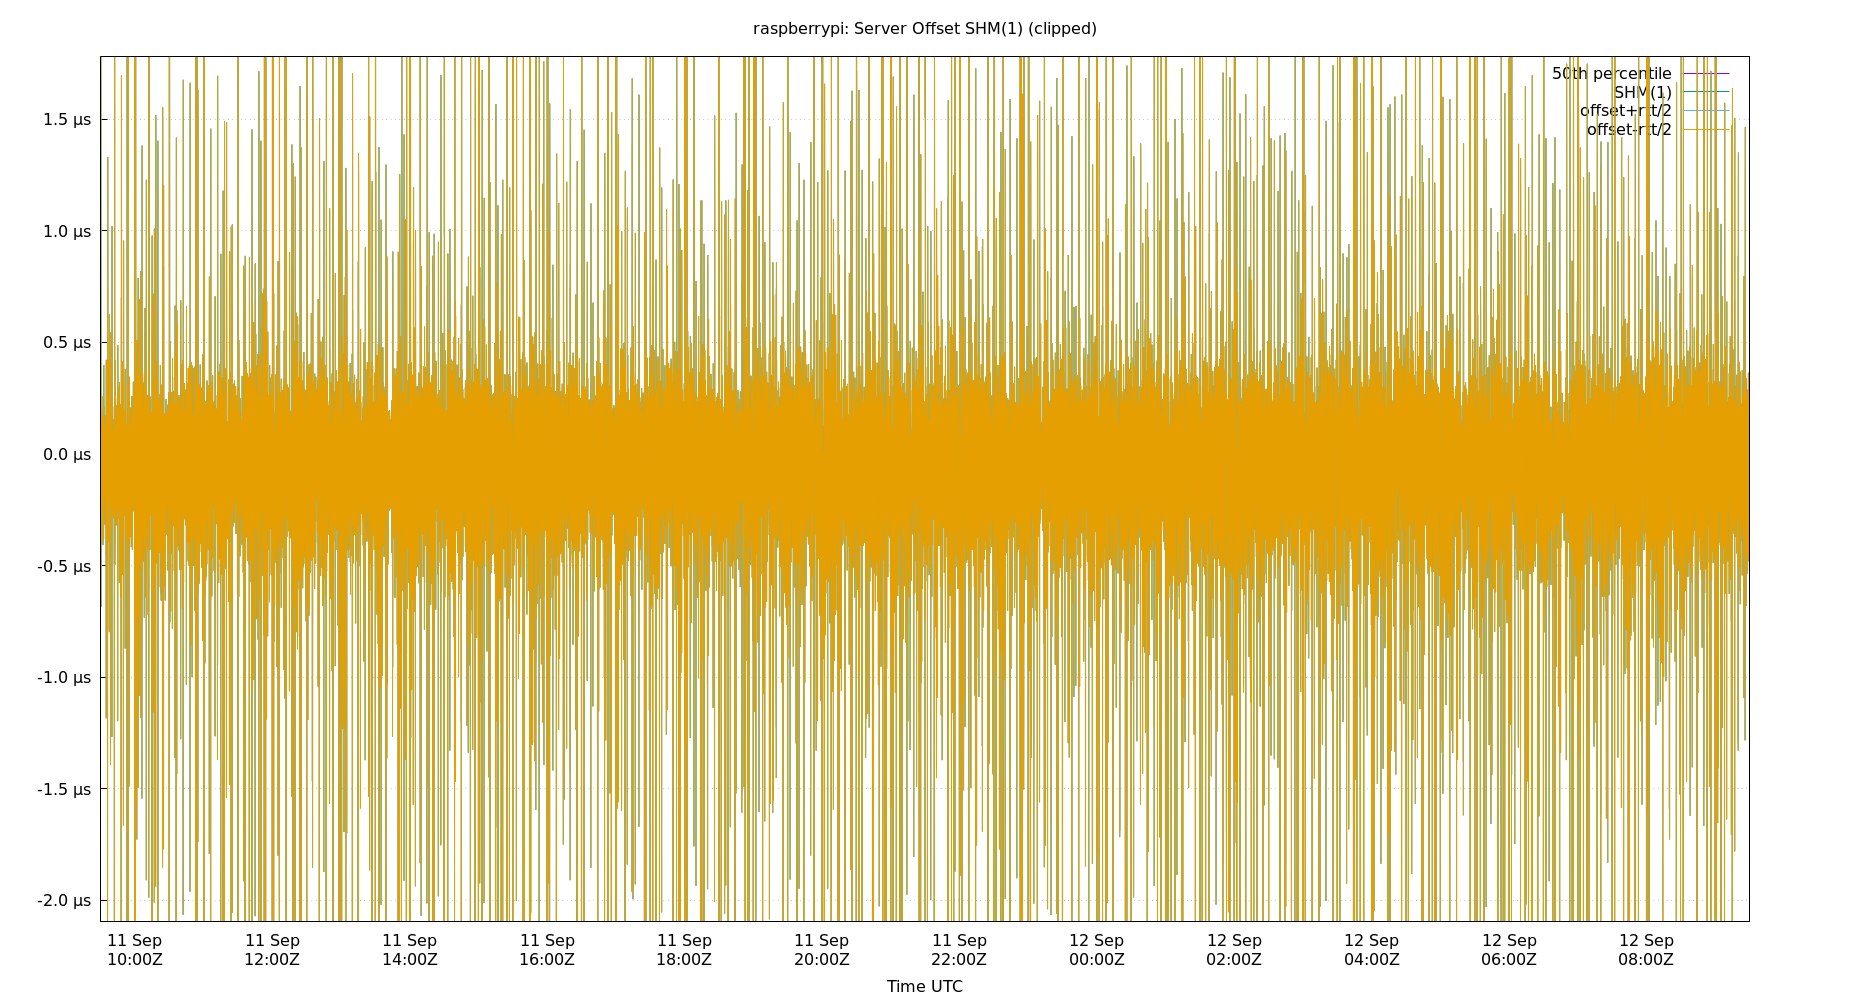 raspberrypi: Server Offset SHM(1) (clipped)
50th percentile
SHM(1)
offset+rtt/2
offset-rtt/2
1.5 µs
1.0 µs
0.5 µs
0.0 µs
-0.5 µs
-1.0 µs
-1.5 µs
-2.0 µs
11 Sep 11 Sep 11 Sep 11 Sep 11 Sep 11 Sep 11 Sep 12 Sep 12 Sep 12 Sep 12 Sep 12 Sep
10:00Z 12:00Z 14:00Z 16:00Z 18:00Z 20:00Z 22:00Z 00:00Z 02:00Z 04:00Z 06:00Z 08:00Z
Time UTC